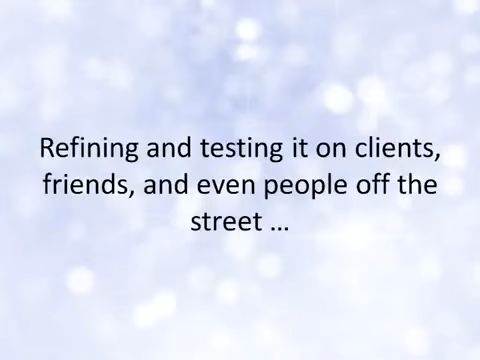 Refining and testing it on clients,
friends, and even people off the
street ...